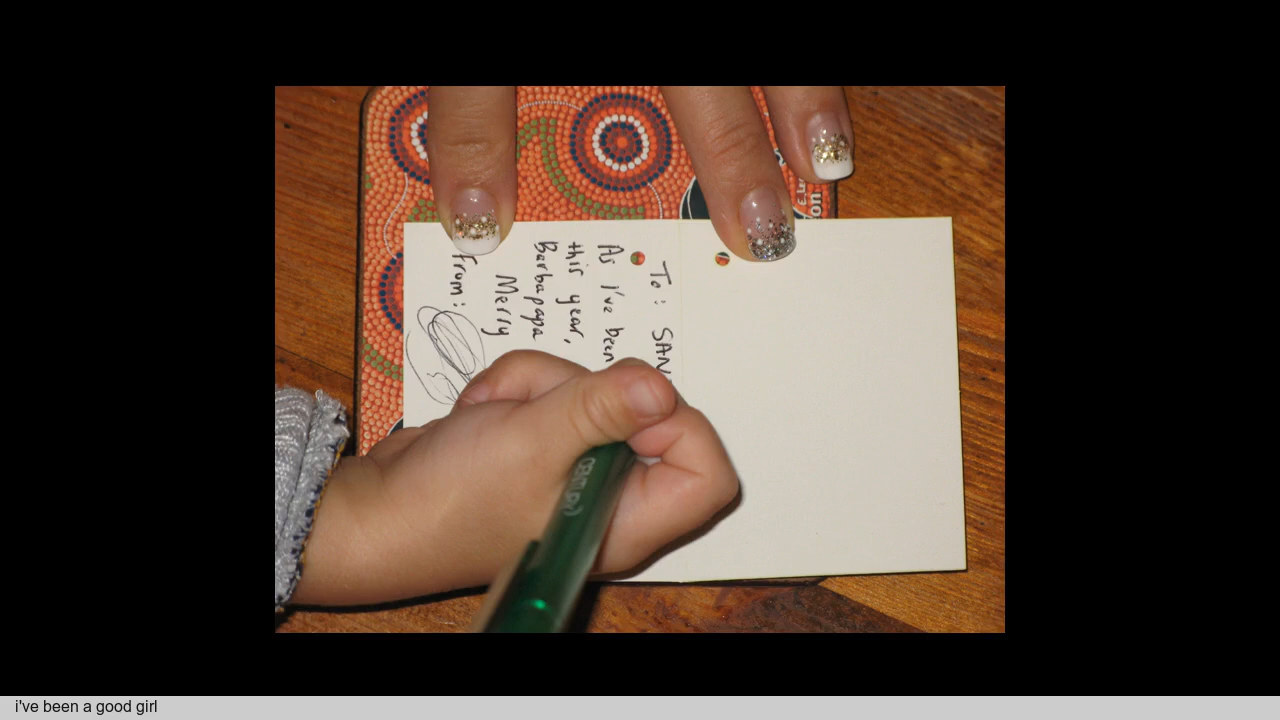 To: SAN
As I've been
this year,
Barbapapa
Merry
From:
i've been a good girl